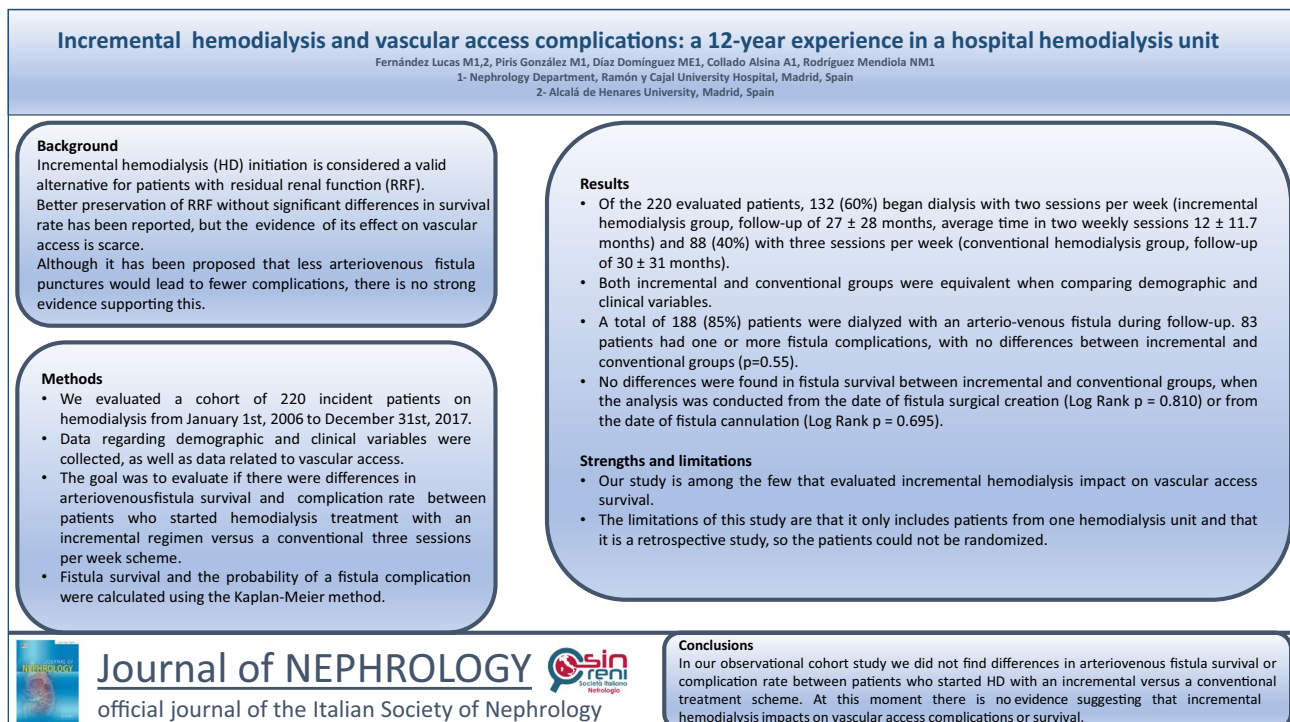 Incremental hemodialysis and vascular access complications: a 12-year experience in a hospital hemodialysis unit
Fernández Lucas M1,2, Piris González M1, Díaz Domínguez ME1, Collado Alsina A1, Rodríguez Mendiola NM1
1- Nephrology Department, Ramón y Cajal University Hospital, Madrid, Spain
2- Alcalá de Henares University, Madrid, Spain
Background
Incremental hemodialysis (HD) initiation is considered a valid
alternative for patients with residual renal function (RRF).
Better preservation of RRF without significant differences in survival
rate has been reported, but the evidence of its effect on vascular
access is scarce.
Although it has been proposed that less arteriovenous fistula
punctures would lead to fewer complications, there is no strong
evidence supporting this.
Methods
• We evaluated a cohort of 220 incident patients on
hemodialysis from January 1st, 2006 to December 31st, 2017.
• Data regarding demographic and clinical variables were
collected, as well as data related to vascular access.
• The goal was to evaluate if there were differences in
arteriovenousfistula survival and complication rate between
patients who started hemodialysis treatment with an
incremental regimen versus a conventional three sessions
per week scheme.
• Fistula survival and the probability of a fistula complication
were calculated using the Kaplan-Meier method.
Results
• Of the 220 evaluated patients, 132 (60%) began dialysis with two sessions per week (incremental
hemodialysis group, follow-up of 27 ± 28 months, average time in two weekly sessions 12 ± 11.7
months) and 88 (40%) with three sessions per week (conventional hemodialysis group, follow-up
of 30 ± 31 months).
• Both incremental and conventional groups were equivalent when comparing demographic and
clinical variables.
• A total of 188 (85%) patients were dialyzed with an arterio-venous fistula during follow-up. 83
patients had one or more fistula complications, with no differences between incremental and
conventional groups (p=0.55).
• No differences were found in fistula survival between incremental and conventional groups, when
the analysis was conducted from the date of fistula surgical creation (Log Rank p = 0.810) or from
the date of fistula cannulation (Log Rank p = 0.695).
Strengths and limitations
• Our study is among the few that evaluated incremental hemodialysis impact on vascular access
survival.
• The limitations of this study are that it only includes patients from one hemodialysis unit and that
it is a retrospective study, so the patients could not be randomized.
JOURNAL OF
NEPHROLOGY
Journal of NEPHROLOGY
official journal of the Italian Society of Nephrology
sin
reni
Società Italiana
Nefrologia
Conclusions
In our observational cohort study we did not find differences in arteriovenous fistula survival or
complication rate between patients who started HD with an incremental versus a conventional
treatment scheme. At this moment there is no evidence suggesting that incremental
hemodialysis impacts on vascular access complications or survival.